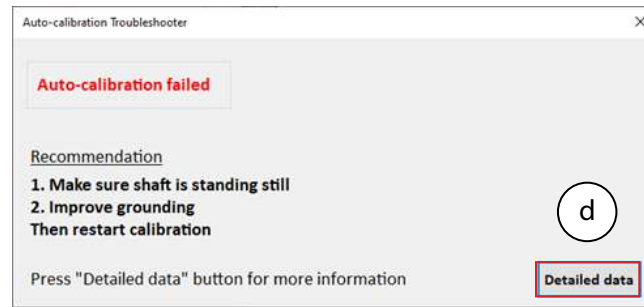 Auto-calibration Troubleshooter
Auto-calibration failed
Recommendation
1. Make sure shaft is standing still
2. Improve grounding
Then restart calibration
d
Press "Detailed data" button for more information
Detailed data